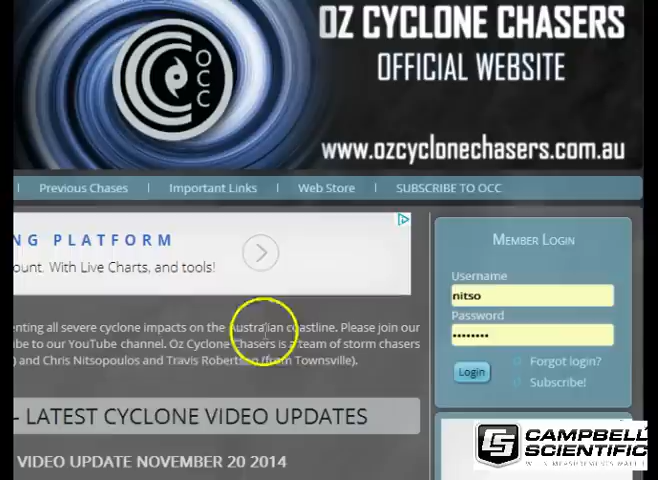 OZ CYCLONE CHASERS
OFFICIAL WEBSITE
OCC
www.ozcyclonechasers.com.au
Previous Chases | Important Links | Web Store | SUBSCRIBE TO OCC
NG PLATFORM
ount. With Live Charts, and tools!
Member Login
Username
nitso
Password
••••••••
Forgot login?
Login
Subscribe!
enting all severe cyclone impacts on the Australian coastline. Please join our
ibe to our YouTube channel. Oz Cyclone Chasers is a team of storm chasers
) and Chris Nitsopoulos and Travis Robertson (from Townsville).
- LATEST CYCLONE VIDEO UPDATES
VIDEO UPDATE NOVEMBER 20 2014
CAMPBELL
SCIENTIFIC